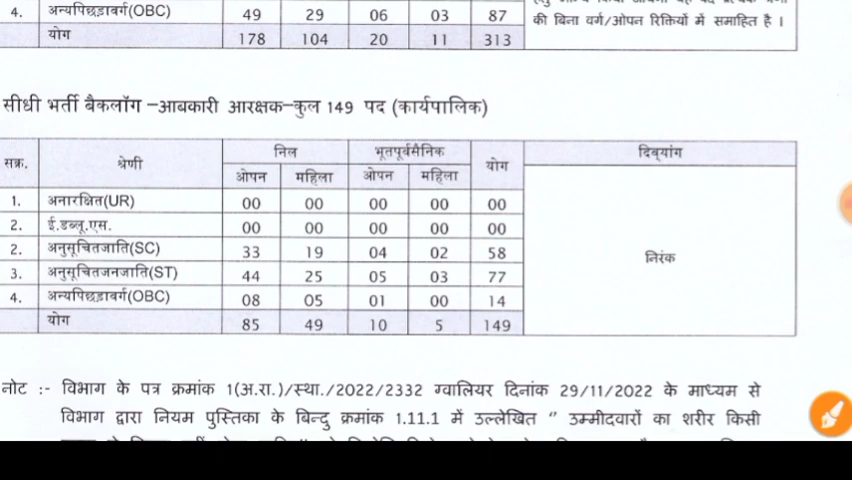 4. अन्यपिछड़ावर्ग(OBC) 49 29 06 03 87
की बिना वर्ग/ओपन रिक्तियों में समाहित है ।
योग 178 104 20 11 313
सीधी भर्ती बैकलॉग –आबकारी आरक्षक–कुल 149 पद (कार्यपालिक)
सक्र. श्रेणी निल भूतपूर्वसैनिक योग दिव्यांग
ओपन महिला ओपन महिला
1. अनारक्षित(UR) 00 00 00 00 00
2. ई.डब्लू.एस. 00 00 00 00 00
2. अनुसूचितजाति(SC) 33 19 04 02 58
निरंक
3. अनुसूचितजनजाति(ST) 44 25 05 03 77
4. अन्यपिछड़ावर्ग(OBC) 08 05 01 00 14
योग 85 49 10 5 149
नोट :- विभाग के पत्र क्रमांक 1(अ.रा.)/स्था./2022/2332 ग्वालियर दिनांक 29/11/2022 के माध्यम से
विभाग द्वारा नियम पुस्तिका के बिन्दु क्रमांक 1.11.1 में उल्लेखित " उम्मीदवारों का शरीर किसी